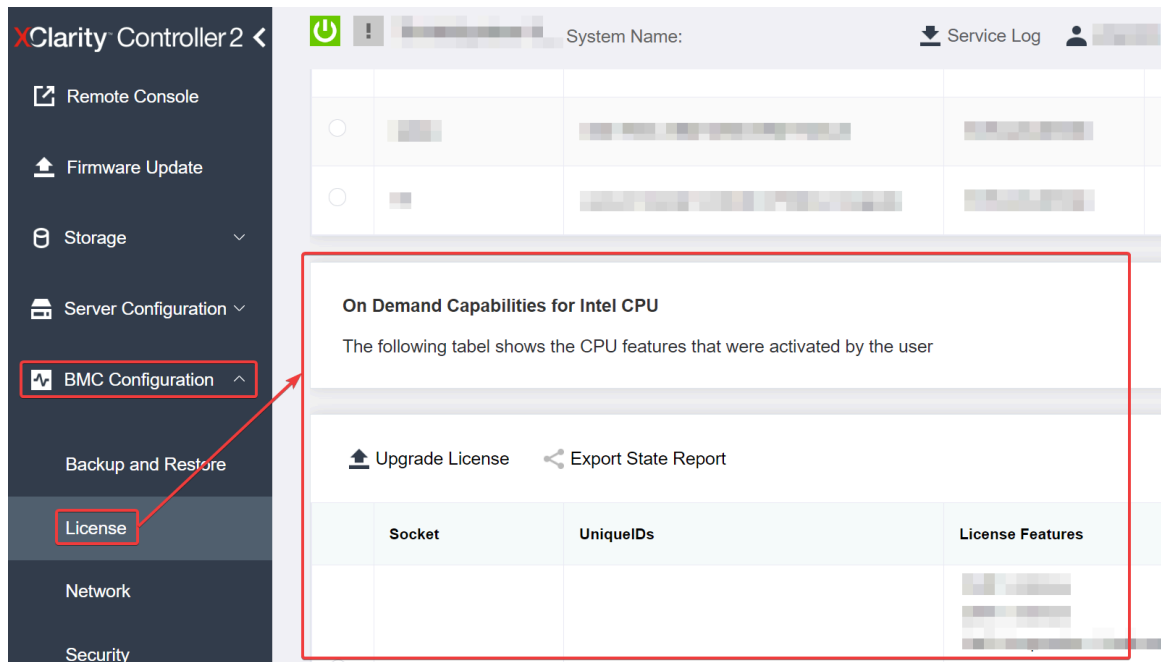 XClarity Controller 2
System Name:
Service Log
Remote Console
Firmware Update
Storage
Server Configuration
BMC Configuration
Backup and Restore
License
Network
Security
On Demand Capabilities for Intel CPU
The following tabel shows the CPU features that were activated by the user
Upgrade License
Export State Report
Socket
UniqueIDs
License Features